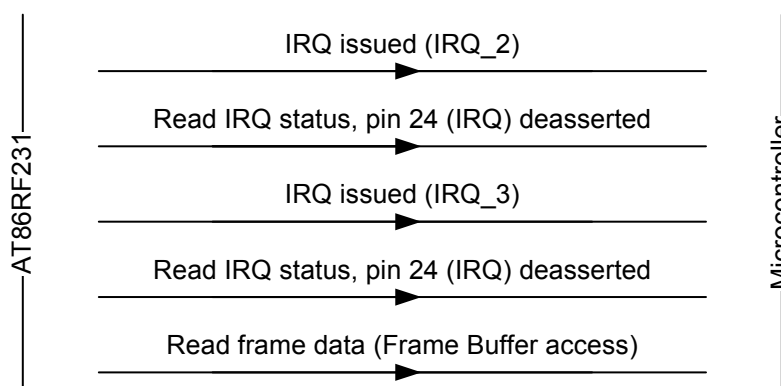 IRQ issued (IRQ_2)
Read IRQ status, pin 24 (IRQ) deasserted
AT86RF231
IRQ issued (IRQ_3)
Microcontroller
Read IRQ status, pin 24 (IRQ) deasserted
Read frame data (Frame Buffer access)